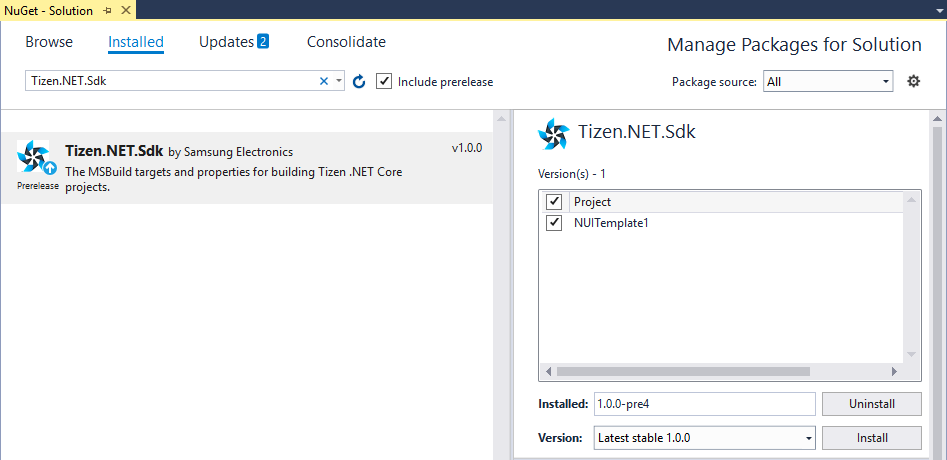 NuGet - Solution
Browse Installed Updates 2 Consolidate
Manage Packages for Solution
Tizen.NET.Sdk
Include prerelease
Package source: All
Tizen.NET.Sdk by Samsung Electronics
v1.0.0
The MSBuild targets and properties for building Tizen .NET Core
projects.
Prerelease
Tizen.NET.Sdk
Version(s) - 1
Project
NUITemplate1
Installed: 1.0.0-pre4 Uninstall
Version: Latest stable 1.0.0 Install